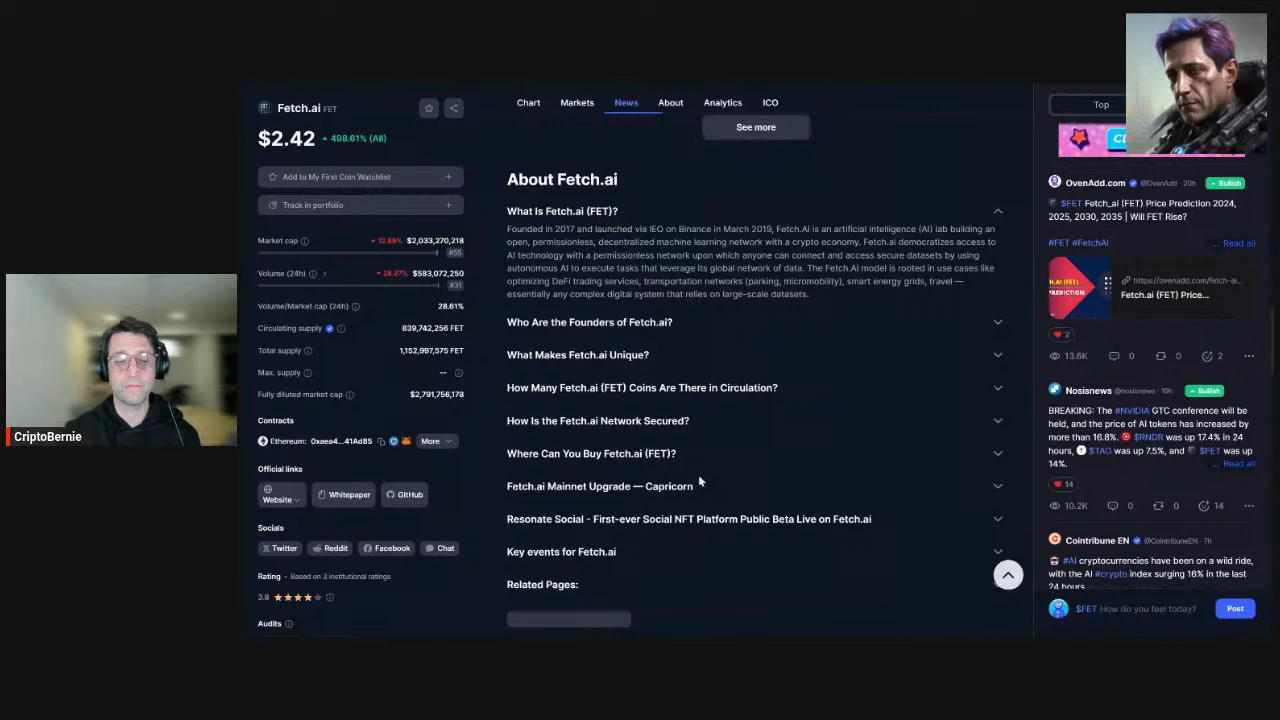 Fetch.ai FET
$2.42 498.61% (All)
Add to My First Coin Watchlist
Track in portfolio
Market cap 12.89% $2,033,270,218
#55
Volume (24h) 28.27% $583,072,250
#31
Volume/Market cap (24h) 28.61%
Circulating supply 839,742,256 FET
Total supply 1,152,997,575 FET
Max. supply --
Fully diluted market cap $2,791,756,178
Contracts
Ethereum: 0xaea4...41Ad85 More
Official links
Website Whitepaper GitHub
Socials
Twitter Reddit Facebook Chat
Rating · Based on 3 institutional ratings
3.8
Audits
CriptoBernie
Chart Markets News About Analytics ICO
See more
About Fetch.ai
What Is Fetch.ai (FET)?
Founded in 2017 and launched via IEO on Binance in March 2019, Fetch.AI is an artificial intelligence (AI) lab building an
open, permissionless, decentralized machine learning network with a crypto economy. Fetch.ai democratizes access to
AI technology with a permissionless network upon which anyone can connect and access secure datasets by using
autonomous AI to execute tasks that leverage its global network of data. The Fetch.AI model is rooted in use cases like
optimizing DeFi trading services, transportation networks (parking, micromobility), smart energy grids, travel —
essentially any complex digital system that relies on large-scale datasets.
Who Are the Founders of Fetch.ai?
What Makes Fetch.ai Unique?
How Many Fetch.ai (FET) Coins Are There in Circulation?
How Is the Fetch.ai Network Secured?
Where Can You Buy Fetch.ai (FET)?
Fetch.ai Mainnet Upgrade — Capricorn
Resonate Social - First-ever Social NFT Platform Public Beta Live on Fetch.ai
Key events for Fetch.ai
Related Pages:
Top
OvenAdd.com @OvenAdd · 20h Bullish
$FET Fetch_ai (FET) Price Prediction 2024,
2025, 2030, 2035 | Will FET Rise?
#FET #FetchAI ... Read all
AI (FET)
PREDICTION
https://ovenadd.com/fetch-ai...
Fetch.ai (FET) Price...
2
13.6K 0 0 2
Nosisnews @nosisnews · 19h Bullish
BREAKING: The #NVIDIA GTC conference will be
held, and the price of AI tokens has increased by
more than 16.8%. $RNDR was up 17.4% in 24
hours, $TAO was up 7.5%, and $FET was up
14%. ... Read all
14
10.2K 0 0 14
Cointribune EN @CointribuneEN · 7h
#AI cryptocurrencies have been on a wild ride,
with the AI #crypto index surging 16% in the last
24 hours.
$FET How do you feel today? Post